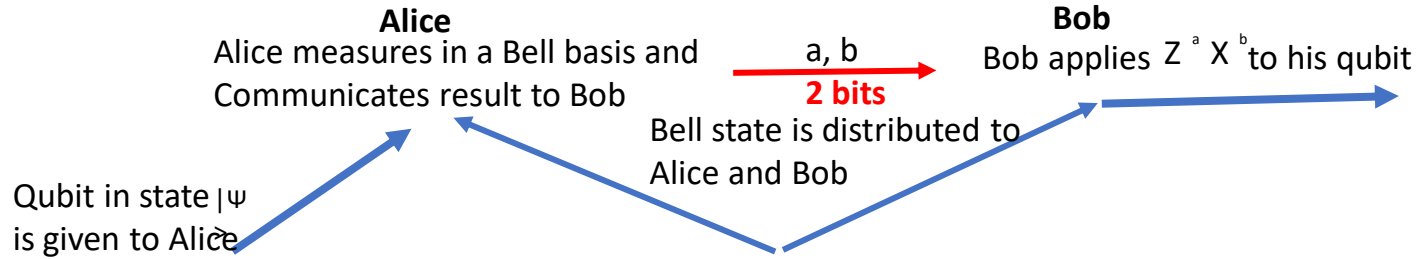 Alice
Alice measures in a Bell basis and
Communicates result to Bob
a, b
2 bits
Bob
Bob applies Z ᵃ X ᵇ to his qubit
Bell state is distributed to
Alice and Bob
Qubit in state |Ψ
>
is given to Alice